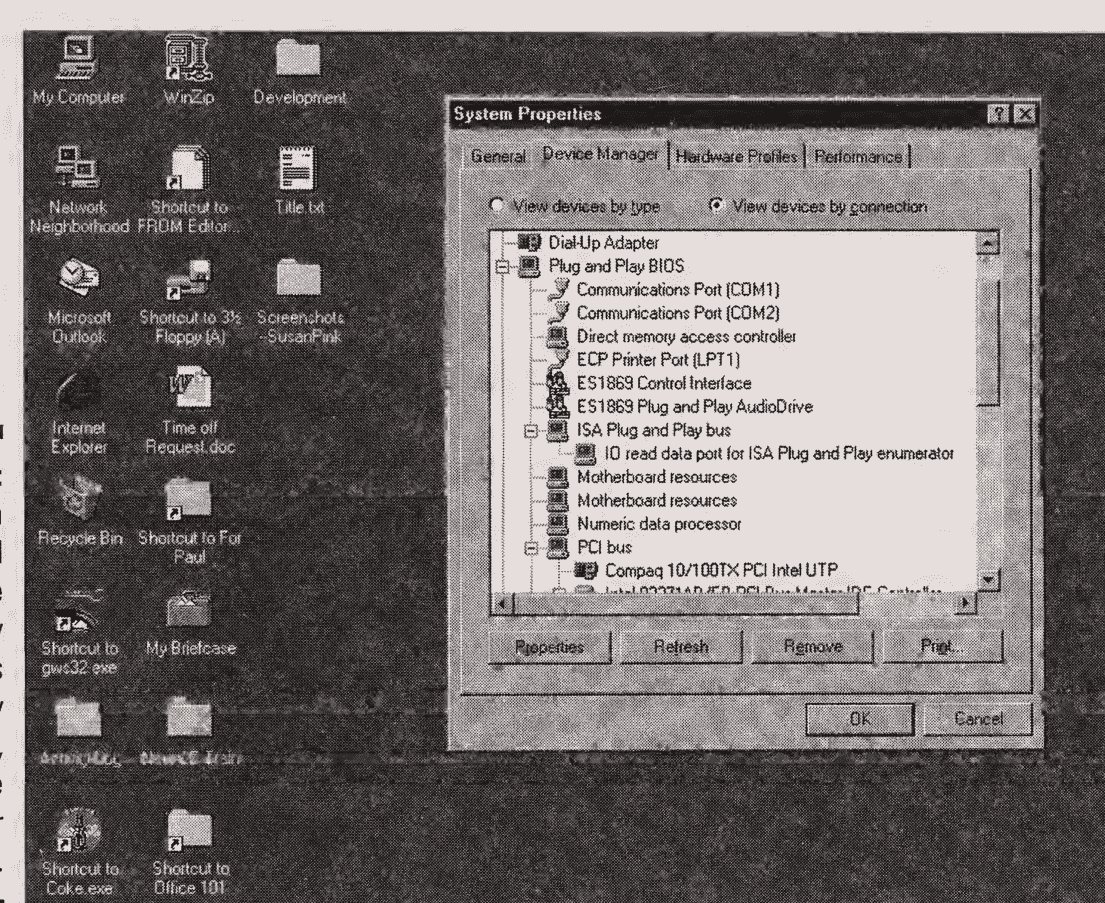 My Computer
WinZip
Development
Network
Neighborhood
Shortcut to
FROM Editor...
Title.txt
Microsoft
Outlook
Shortcut to 3½
Floppy (A)
Screenshots
-SusanPink
Internet
Explorer
Time off
Request.doc
Recycle Bin
Shortcut to For
Paul
Shortcut to
gws32.exe
My Briefcase
Shortcut to
Coke.exe
Shortcut to
Office 101
System Properties
General
Device Manager
Hardware Profiles
Performance
View devices by type
View devices by connection
Dial-Up Adapter
Plug and Play BIOS
Communications Port (COM1)
Communications Port (COM2)
Direct memory access controller
ECP Printer Port (LPT1)
ES1869 Control Interface
ES1869 Plug and Play AudioDrive
ISA Plug and Play bus
IO read data port for ISA Plug and Play enumerator
Motherboard resources
Motherboard resources
Numeric data processor
PCI bus
Compaq 10/100TX PCI Intel UTP
Properties
Refresh
Remove
Print...
OK
Cancel